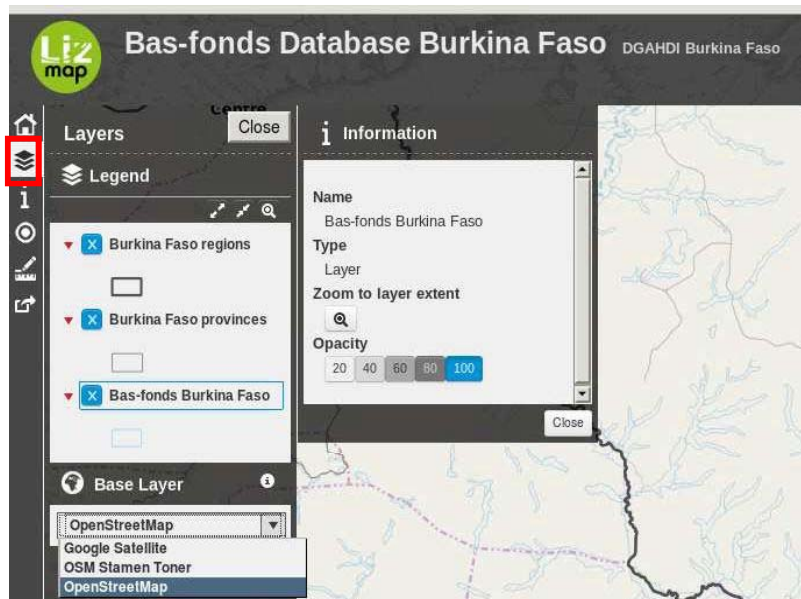 Liz
map
Bas-fonds Database Burkina Faso DGAHDI Burkina Faso
Centre
Layers
Close
Legend
X Burkina Faso regions
X Burkina Faso provinces
X Bas-fonds Burkina Faso
Base Layer
OpenStreetMap
Google Satellite
OSM Stamen Toner
OpenStreetMap
i Information
Name
Bas-fonds Burkina Faso
Type
Layer
Zoom to layer extent
Opacity
20 40 60 80 100
Close